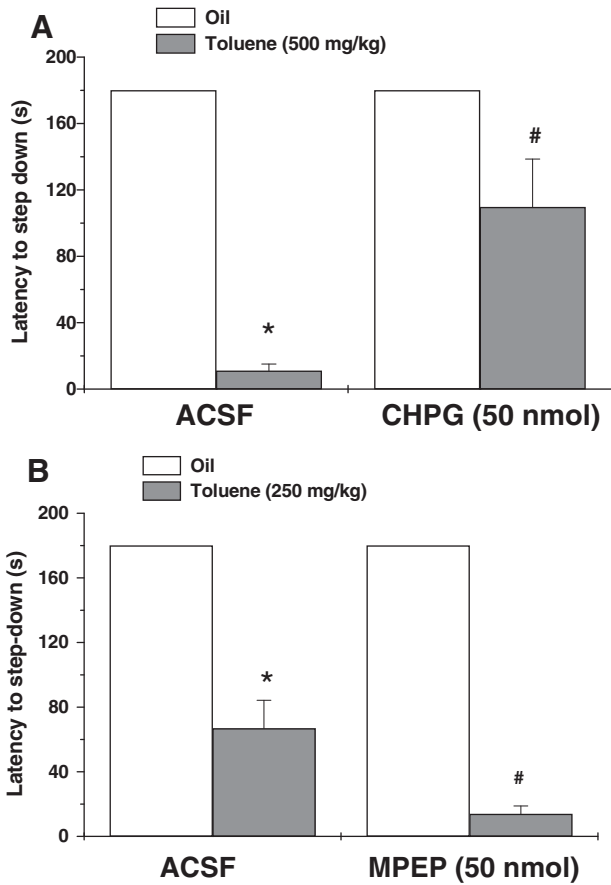 A
Oil
Toluene (500 mg/kg)
Latency to step down (s)
200
160
120
80
40
0
*
#
ACSF
CHPG (50 nmol)
B
Oil
Toluene (250 mg/kg)
Latency to step-down (s)
200
160
120
80
40
0
*
#
ACSF
MPEP (50 nmol)